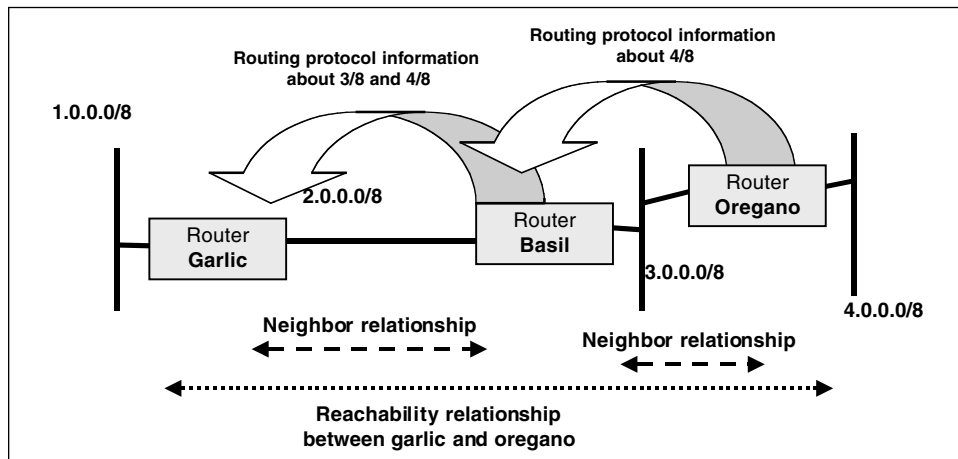 Routing protocol information
about 4/8
Routing protocol information
about 3/8 and 4/8
1.0.0.0/8
2.0.0.0/8
Router
Oregano
Router
Basil
Router
Garlic
3.0.0.0/8
4.0.0.0/8
Neighbor relationship
Neighbor relationship
Reachability relationship
between garlic and oregano